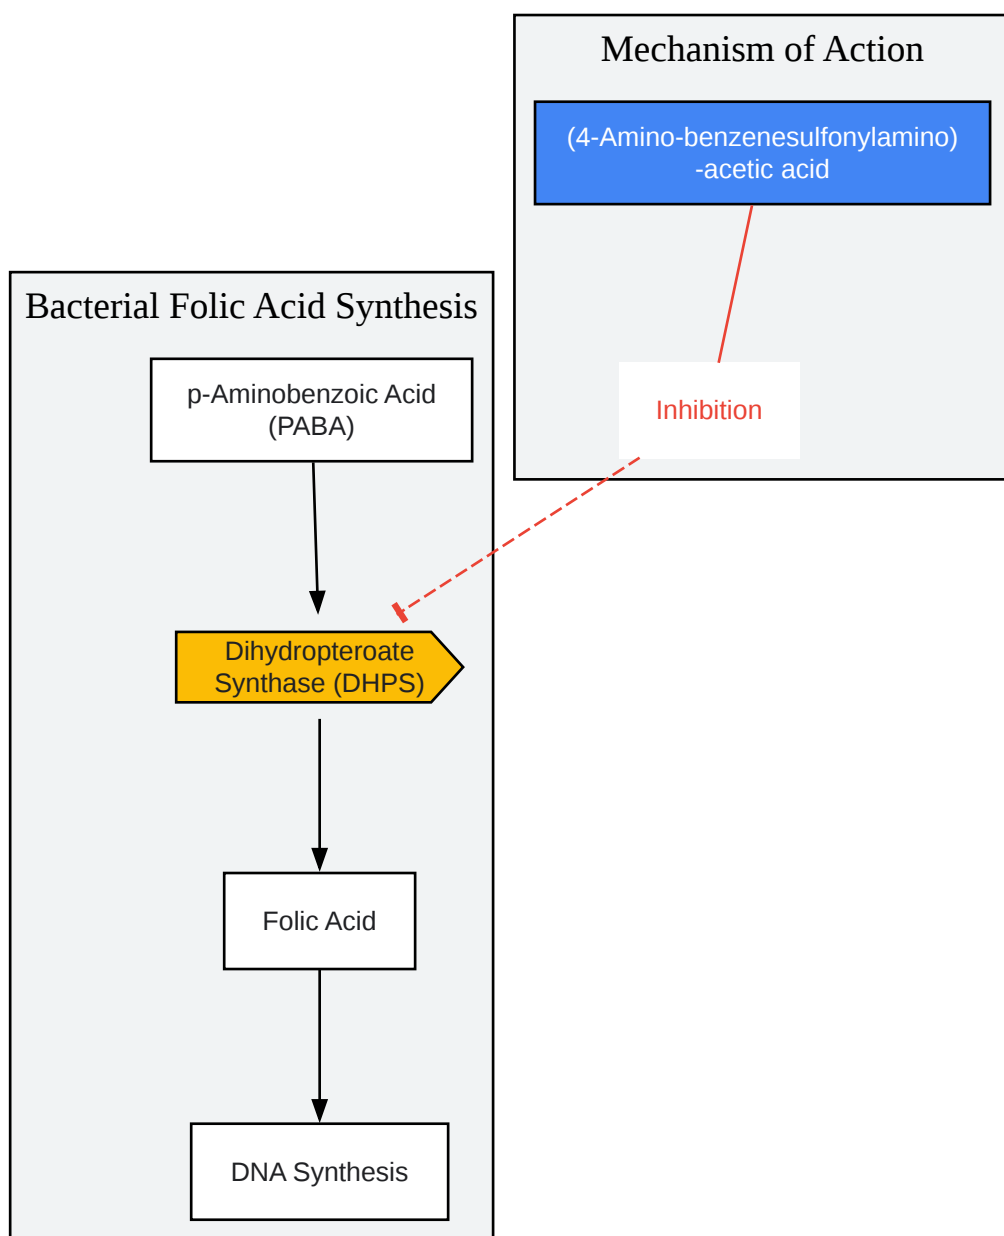 Mechanism of Action
(4-Amino-benzenesulfonylamino)
-acetic acid
Inhibition
Bacterial Folic Acid Synthesis
p-Aminobenzoic Acid
(PABA)
Dihydropteroate
Synthase (DHPS)
Folic Acid
DNA Synthesis